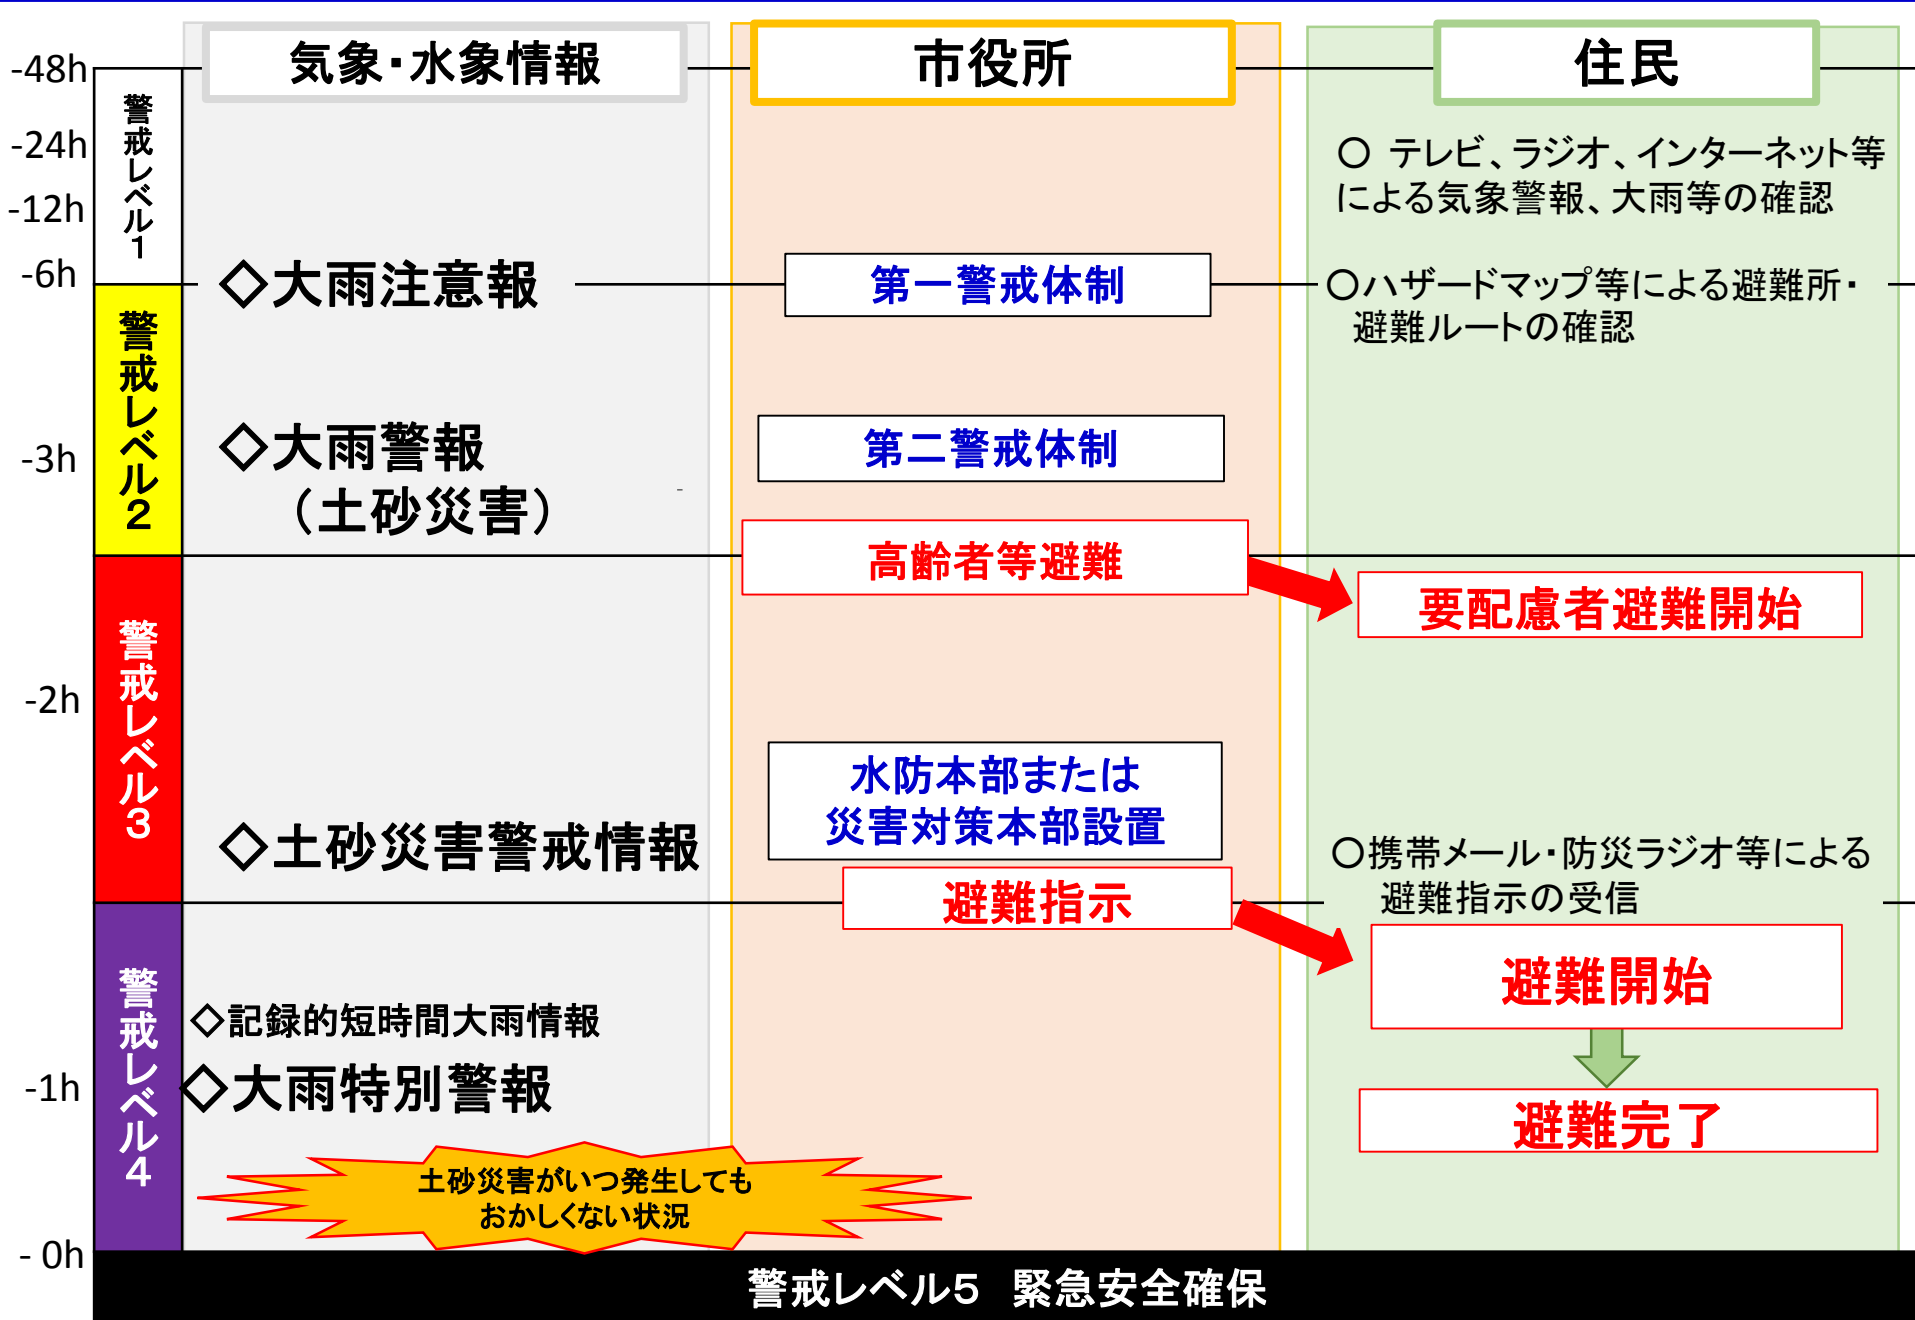 気象・水象情報
市役所
住民
-48h
-24h
-12h
-6h
-3h
-2h
-1h
- 0h
警戒レベル1
警戒レベル2
警戒レベル3
警戒レベル4
◇大雨注意報
◇大雨警報
（土砂災害）
-
◇土砂災害警戒情報
◇記録的短時間大雨情報
◇大雨特別警報
土砂災害がいつ発生しても
おかしくない状況
第一警戒体制
第二警戒体制
高齢者等避難
水防本部または
災害対策本部設置
避難指示
○ テレビ、ラジオ、インターネット等
による気象警報、大雨等の確認
○ハザードマップ等による避難所・
避難ルートの確認
要配慮者避難開始
○携帯メール・防災ラジオ等による
避難指示の受信
避難開始
避難完了
警戒レベル5　緊急安全確保